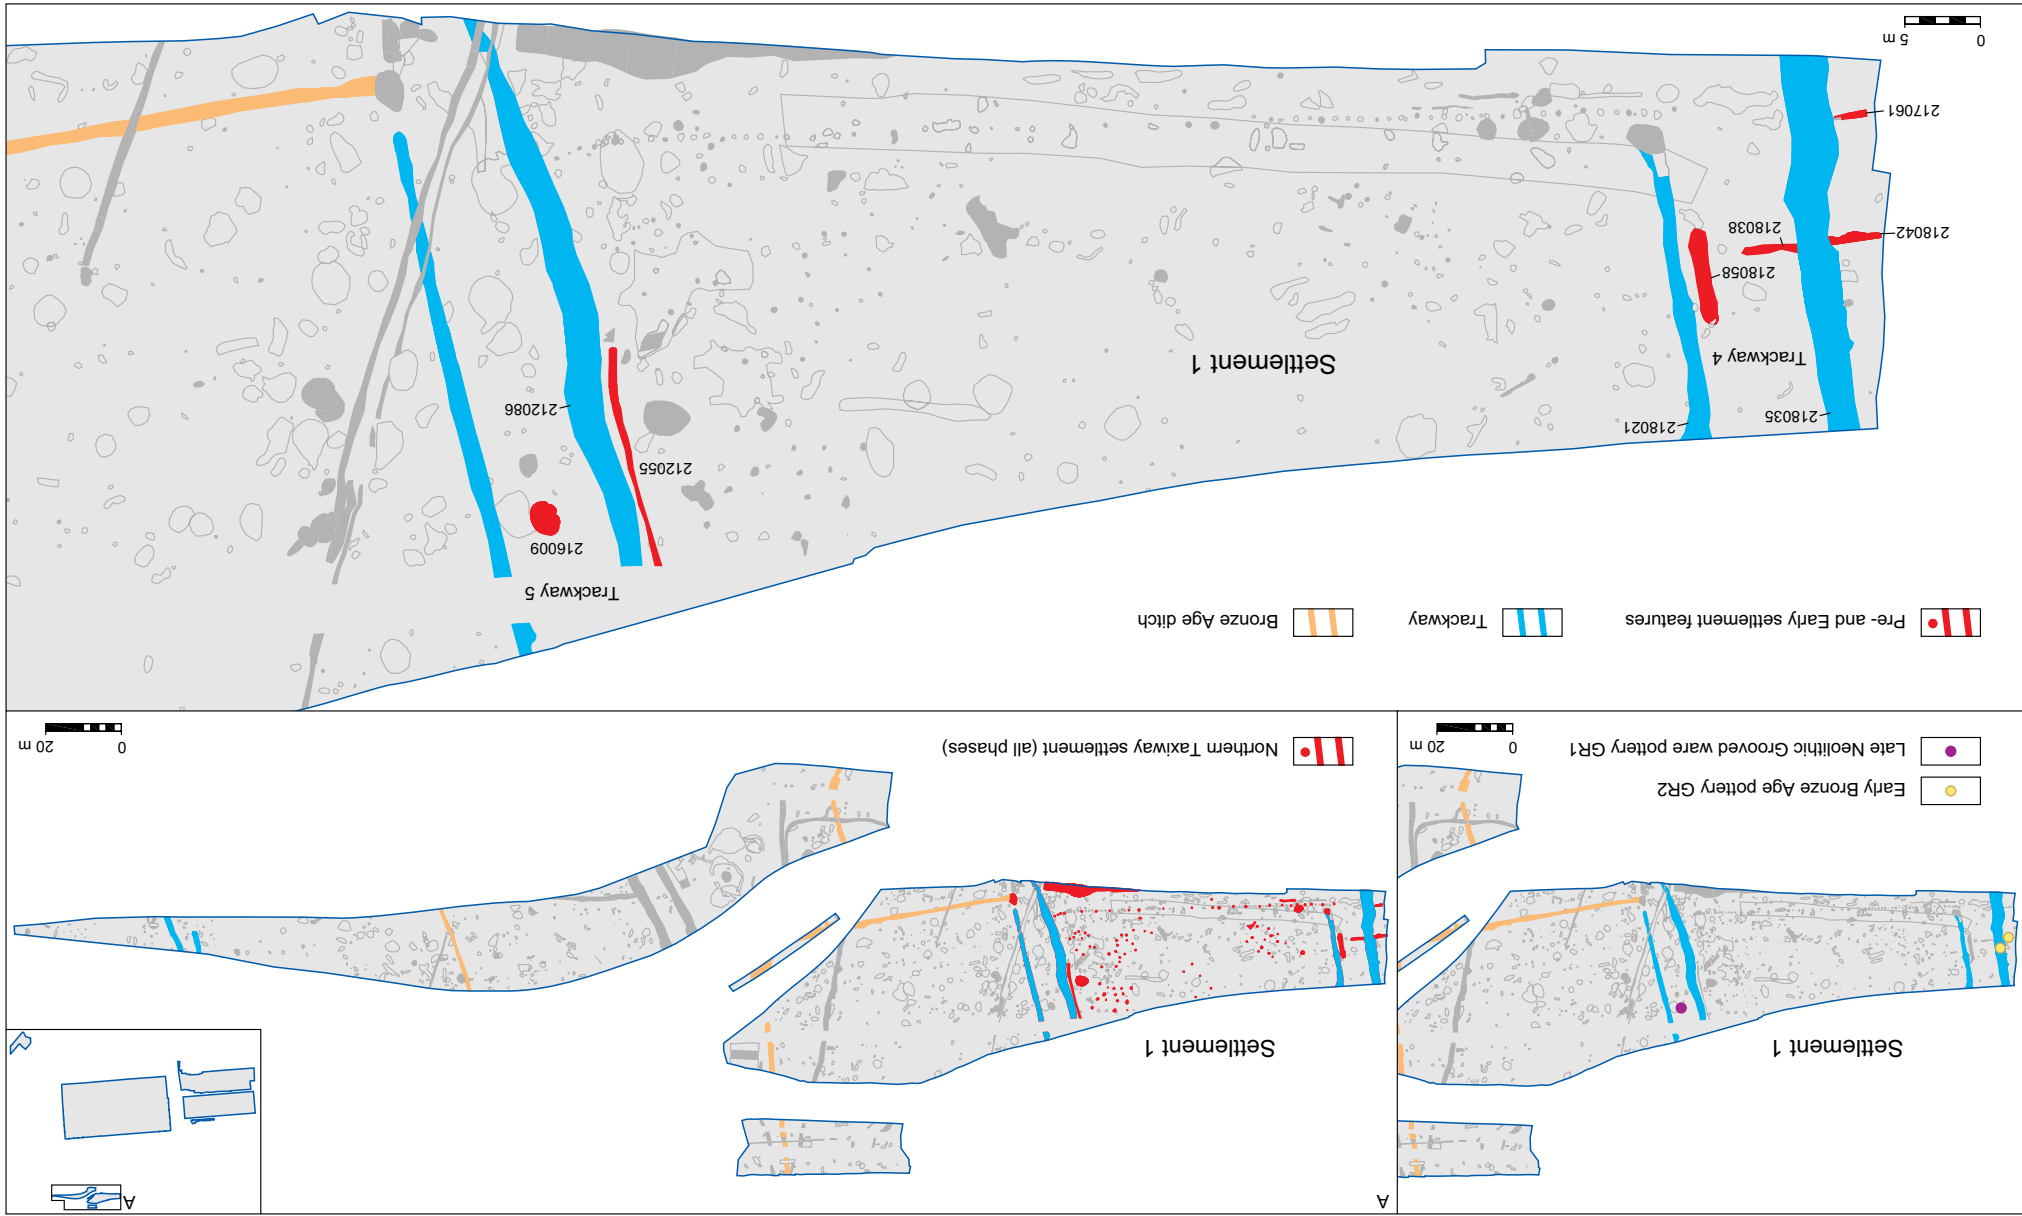 A
Settlement 1
Early Bronze Age pottery GR2
Late Neolithic Grooved ware pottery GR1
0 20 m
A
Settlement 1
Northern Taxiway settlement (all phases)
0 20 m
Pre- and Early settlement features
Trackway
Bronze Age ditch
Trackway 5
216009
212055
218035
218021
212086
Trackway 4
Settlement 1
218058
218042
218038
217061
0 5 m